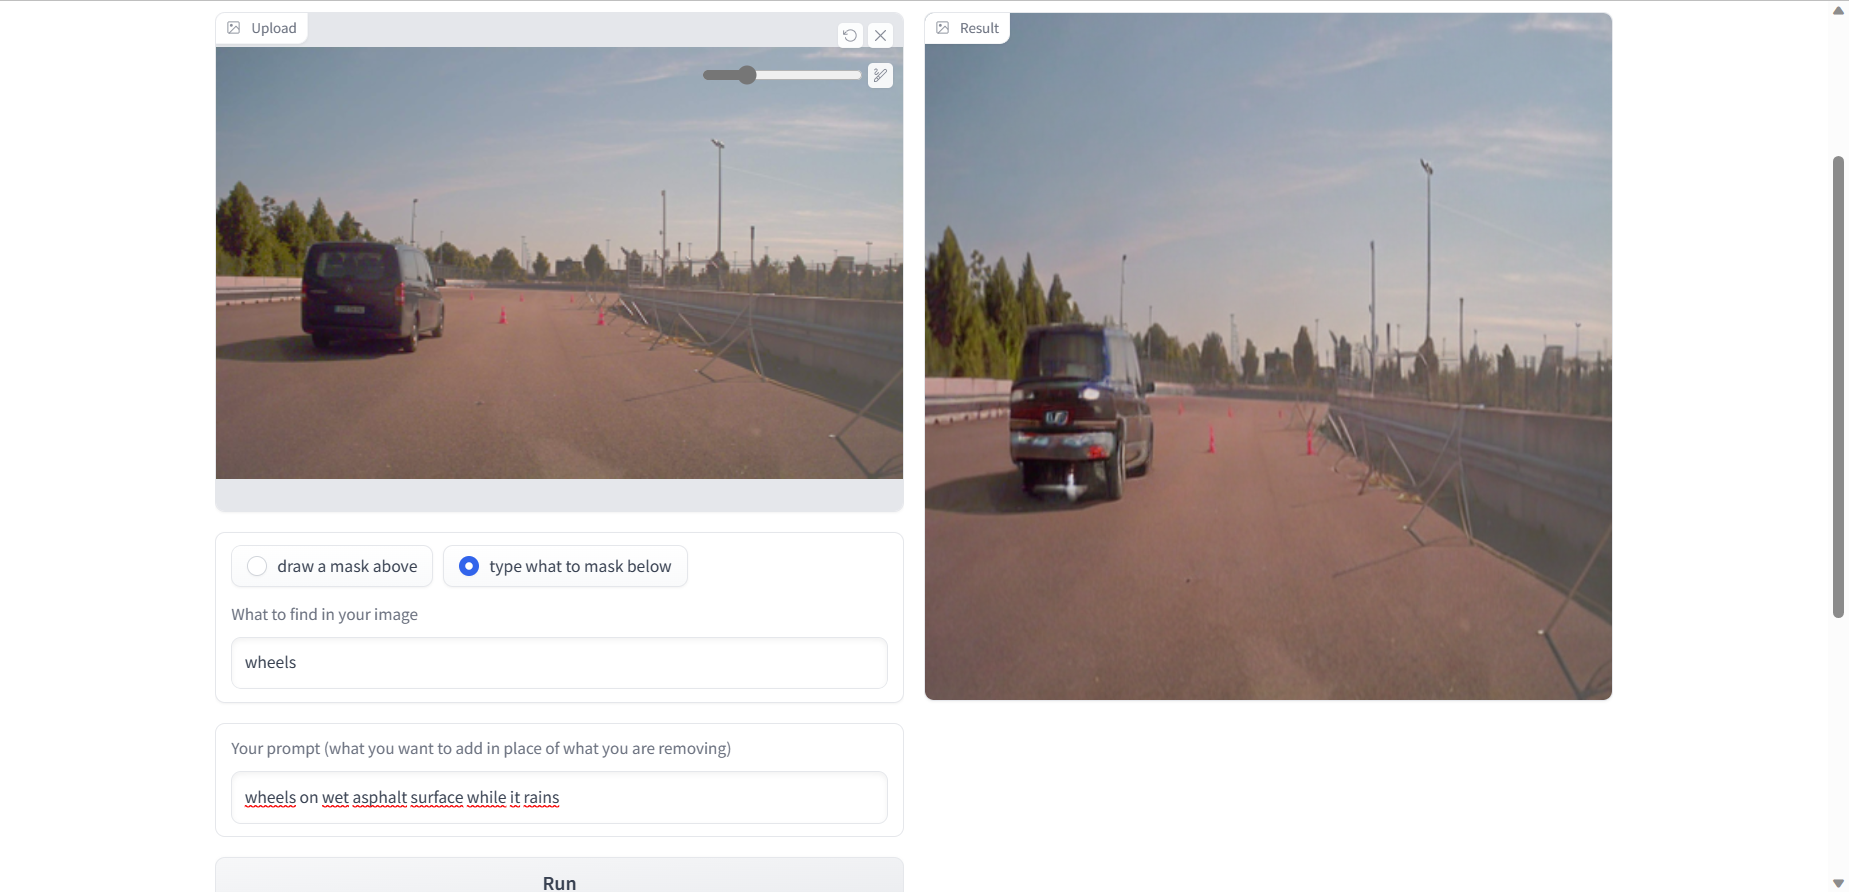 Upload
Result
draw a mask above
type what to mask below
What to find in your image
wheels
Your prompt (what you want to add in place of what you are removing)
wheels on wet asphalt surface while it rains
Run